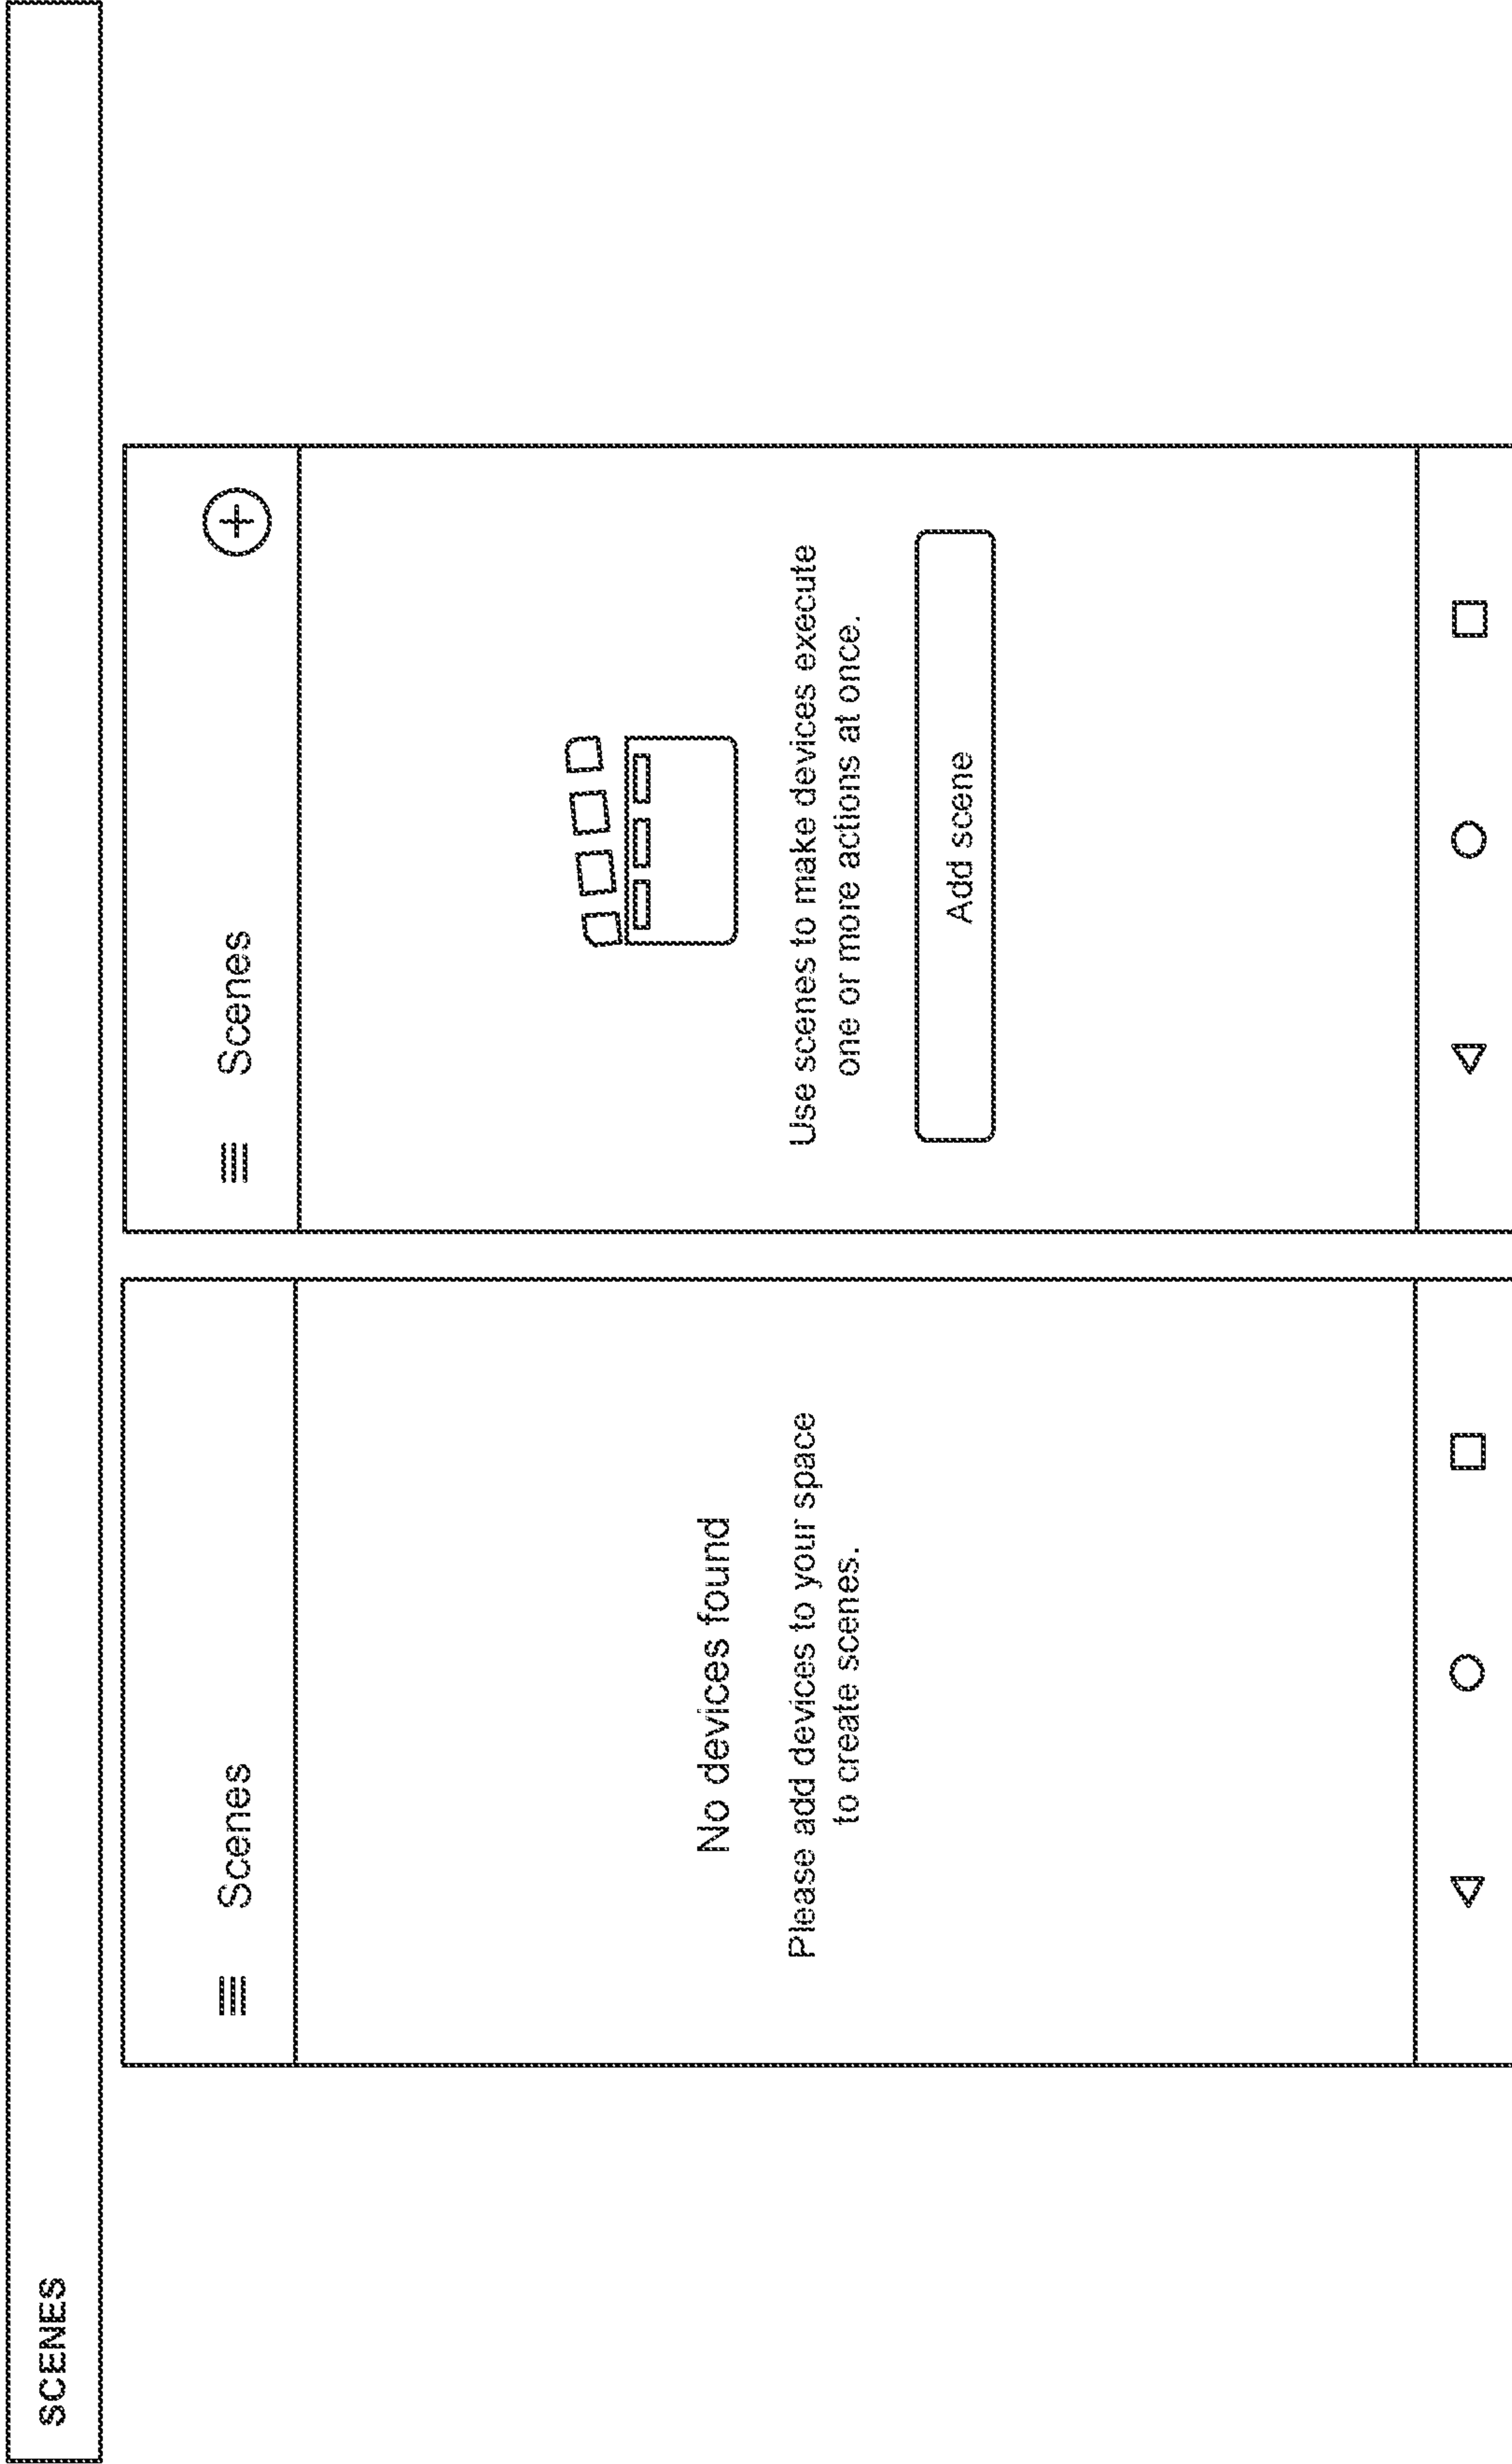 SCENES
Scenes
No devices found
Please add devices to your space
to create scenes.
Scenes
Use scenes to make devices execute
one or more actions at once.
Add scene